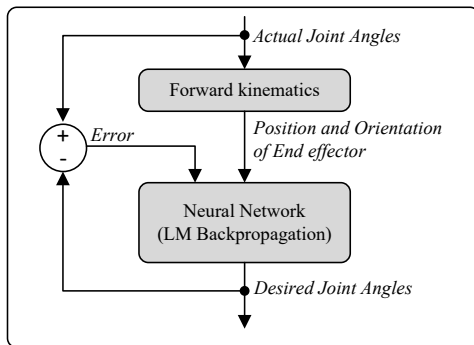 Actual Joint Angles
Forward kinematics
+
-
Error
Position and Orientation
of End effector
Neural Network
(LM Backpropagation)
Desired Joint Angles